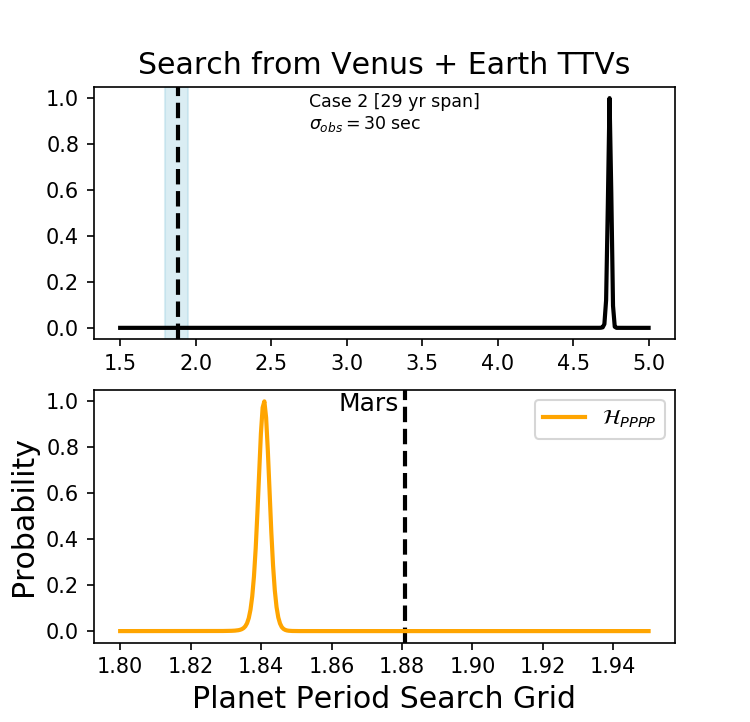 Search from Venus + Earth TTVs
Case 2 [29 yr span]
σ_obs = 30 sec
1.0
0.8
0.6
0.4
0.2
0.0
1.5 2.0 2.5 3.0 3.5 4.0 4.5 5.0
Mars
ℋ_PPPP
1.0
0.8
0.6
0.4
0.2
0.0
Probability
1.80 1.82 1.84 1.86 1.88 1.90 1.92 1.94
Planet Period Search Grid